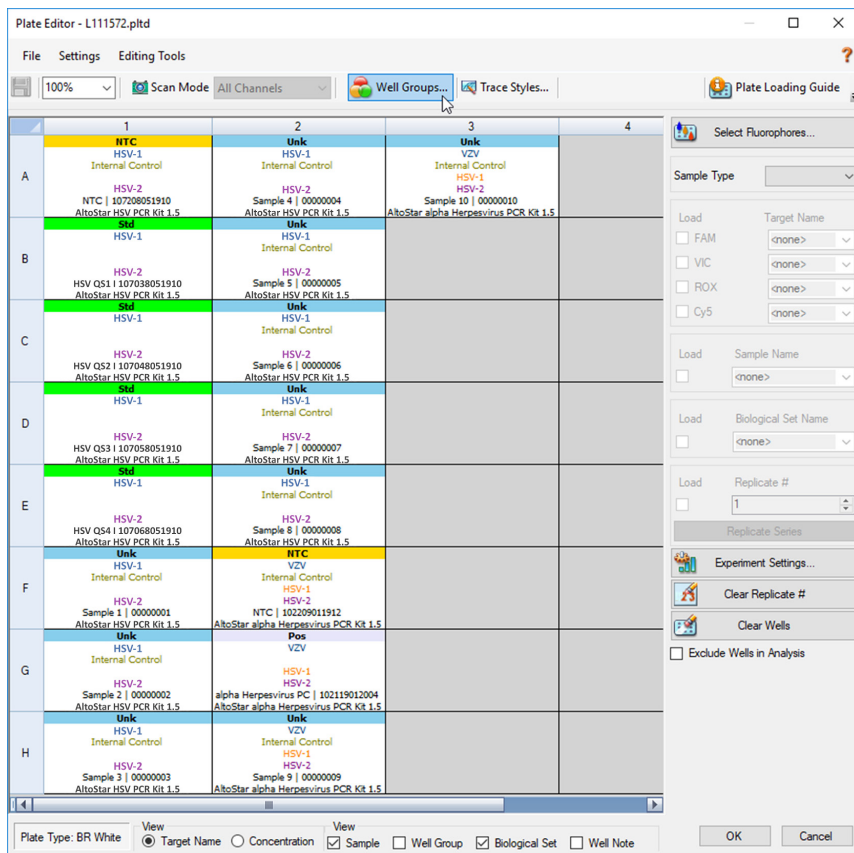 Plate Editor - L111572.pltd
File Settings Editing Tools
?
100% Scan Mode All Channels Well Groups... Trace Styles... Plate Loading Guide
1 2 3 4
A
NTC
HSV-1
Internal Control
HSV-2
NTC | 107208051910
AltoStar HSV PCR Kit 1.5
Unk
HSV-1
Internal Control
HSV-2
Sample 4 | 00000004
AltoStar HSV PCR Kit 1.5
Unk
VZV
Internal Control
HSV-1
HSV-2
Sample 10 | 00000010
AltoStar alpha Herpesvirus PCR Kit 1.5
B
Std
HSV-1
HSV-2
HSV QS1 I 107038051910
AltoStar HSV PCR Kit 1.5
Unk
HSV-1
Internal Control
HSV-2
Sample 5 | 00000005
AltoStar HSV PCR Kit 1.5
C
Std
HSV-1
HSV-2
HSV QS2 I 107048051910
AltoStar HSV PCR Kit 1.5
Unk
HSV-1
Internal Control
HSV-2
Sample 6 | 00000006
AltoStar HSV PCR Kit 1.5
D
Std
HSV-1
HSV-2
HSV QS3 I 107058051910
AltoStar HSV PCR Kit 1.5
Unk
HSV-1
Internal Control
HSV-2
Sample 7 | 00000007
AltoStar HSV PCR Kit 1.5
E
Std
HSV-1
HSV-2
HSV QS4 I 107068051910
AltoStar HSV PCR Kit 1.5
Unk
HSV-1
Internal Control
HSV-2
Sample 8 | 00000008
AltoStar HSV PCR Kit 1.5
F
Unk
HSV-1
Internal Control
HSV-2
Sample 1 | 00000001
AltoStar HSV PCR Kit 1.5
NTC
VZV
Internal Control
HSV-1
HSV-2
NTC | 102209011912
AltoStar alpha Herpesvirus PCR Kit 1.5
G
Unk
HSV-1
Internal Control
HSV-2
Sample 2 | 00000002
AltoStar HSV PCR Kit 1.5
Pos
VZV
HSV-1
HSV-2
alpha Herpesvirus PC | 102119012004
AltoStar alpha Herpesvirus PCR Kit 1.5
H
Unk
HSV-1
Internal Control
HSV-2
Sample 3 | 00000003
AltoStar HSV PCR Kit 1.5
Unk
VZV
Internal Control
HSV-1
HSV-2
Sample 9 | 00000009
AltoStar alpha Herpesvirus PCR Kit 1.5
Select Fluorophores...
Sample Type
Load Target Name
FAM <none>
VIC <none>
ROX <none>
Cy5 <none>
Load Sample Name
<none>
Load Biological Set Name
<none>
Load Replicate #
1
Replicate Series
Experiment Settings...
Clear Replicate #
Clear Wells
Exclude Wells in Analysis
Plate Type: BR White
View
Target Name Concentration
View
Sample Well Group Biological Set Well Note
OK Cancel